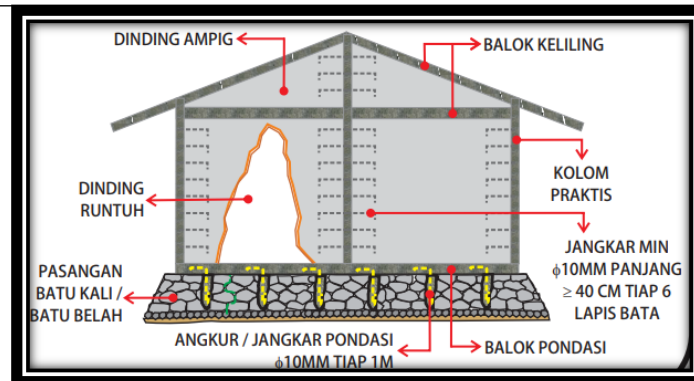 DINDING AMPIG
BALOK KELILING
DINDING
RUNTUH
KOLOM
PRAKTIS
JANGKAR MIN
ϕ10MM PANJANG
≥ 40 CM TIAP 6
LAPIS BATA
PASANGAN
BATU KALI /
BATU BELAH
ANGKUR / JANGKAR PONDASI
ϕ10MM TIAP 1M
BALOK PONDASI